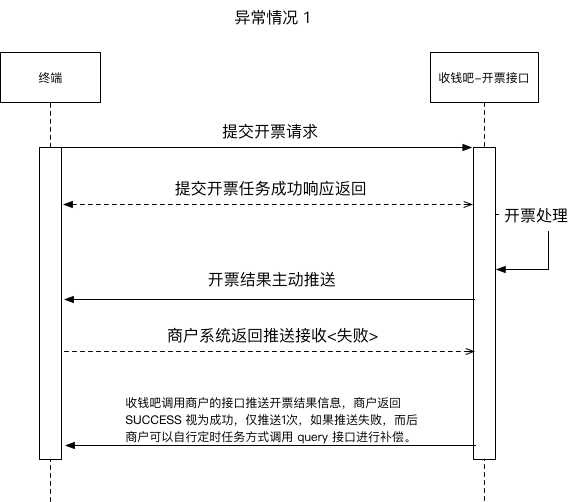 异常情况 1
终端
收钱吧-开票接口
提交开票请求
提交开票任务成功响应返回
开票处理
开票结果主动推送
商户系统返回推送接收<失败>
收钱吧调用商户的接口推送开票结果信息，商户返回
SUCCESS 视为成功，仅推送1次，如果推送失败，而后
商户可以自行定时任务方式调用 query 接口进行补偿。